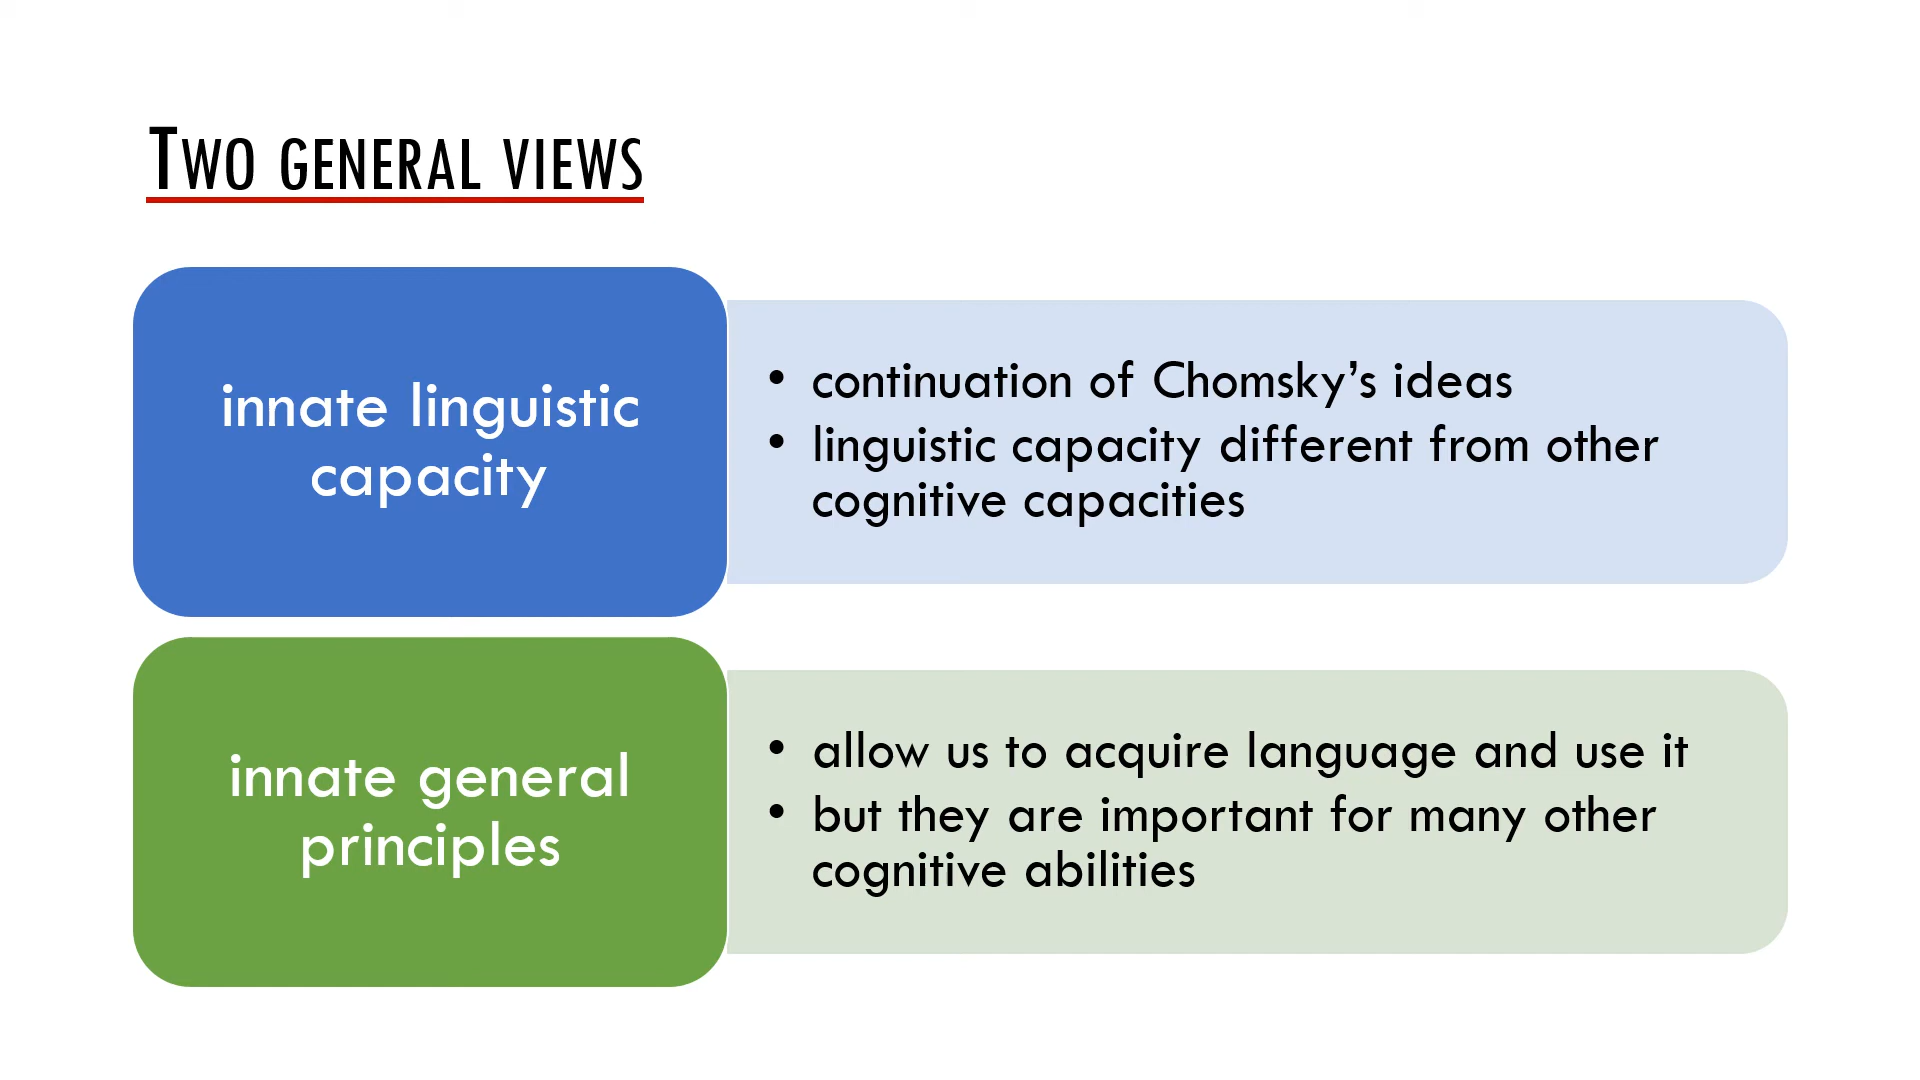 Two general views
innate linguistic
capacity
• continuation of Chomsky’s ideas
• linguistic capacity different from other
cognitive capacities
innate general
principles
• allow us to acquire language and use it
• but they are important for many other
cognitive abilities